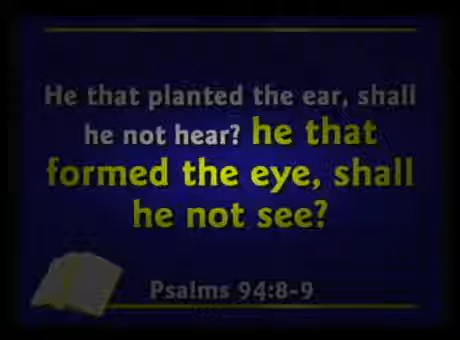 He that planted the ear, shall
he not hear? he that
formed the eye, shall
he not see?
Psalms 94:8-9